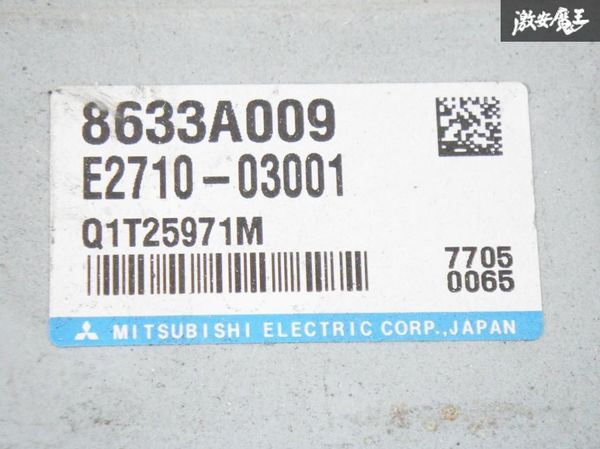 激安魔王
8633A009
E2710-03001
Q1T25971M
7705
0065
MITSUBISHI ELECTRIC CORP.,JAPAN